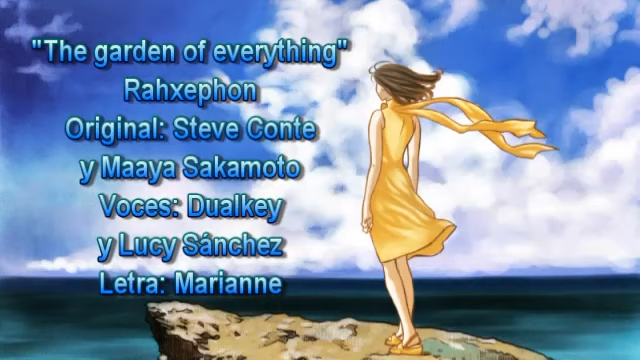 "The garden of everything"
Rahxephon
Original: Steve Conte
y Maaya Sakamoto
Voces: Dualkey
y Lucy Sánchez
Letra: Marianne